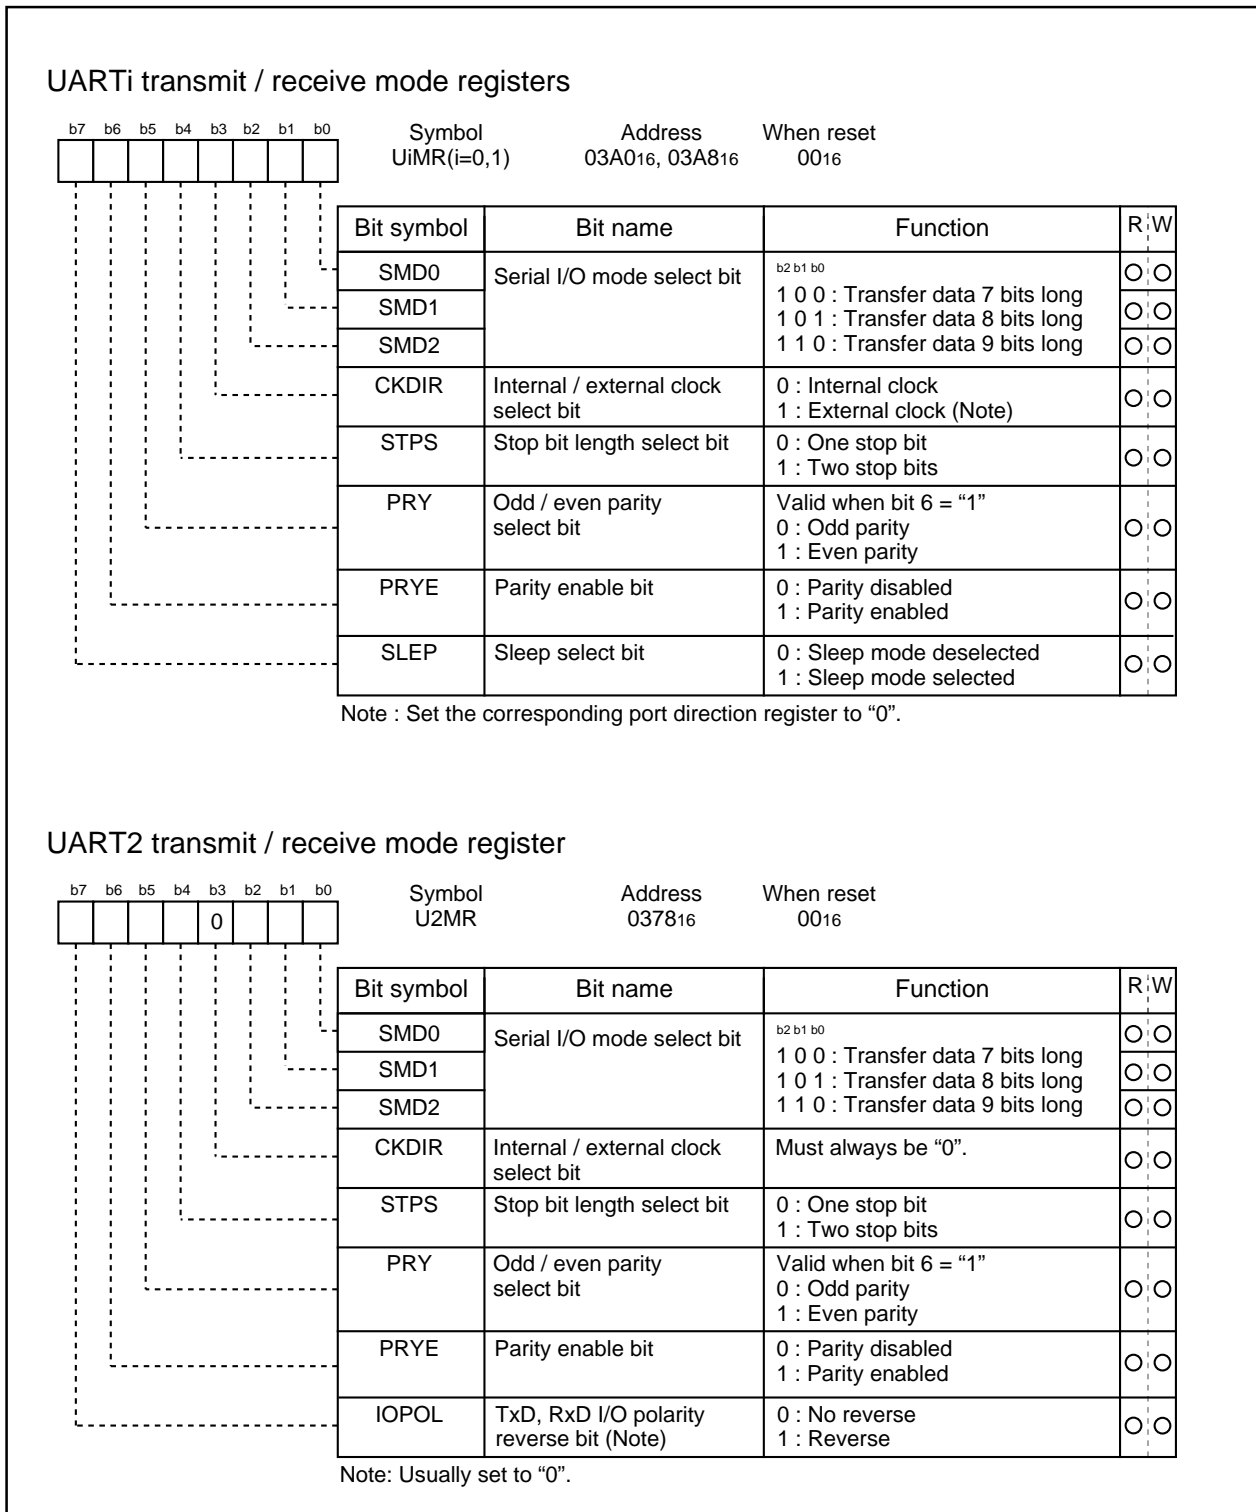 UARTi transmit / receive mode registers
b7 b6 b5 b4 b3 b2 b1 b0
Symbol Address When reset
UiMR(i=0,1) 03A016, 03A816 0016
Bit symbol Bit name Function R W
SMD0 Serial I/O mode select bit b2 b1 b0
1 0 0 : Transfer data 7 bits long
SMD1 1 0 1 : Transfer data 8 bits long
SMD2 1 1 0 : Transfer data 9 bits long
CKDIR Internal / external clock 0 : Internal clock
select bit 1 : External clock (Note)
STPS Stop bit length select bit 0 : One stop bit
1 : Two stop bits
PRY Odd / even parity Valid when bit 6 = “1”
select bit 0 : Odd parity
1 : Even parity
PRYE Parity enable bit 0 : Parity disabled
1 : Parity enabled
SLEP Sleep select bit 0 : Sleep mode deselected
1 : Sleep mode selected
Note : Set the corresponding port direction register to “0”.
UART2 transmit / receive mode register
b7 b6 b5 b4 b3 b2 b1 b0
Symbol Address When reset
0 U2MR 037816 0016
Bit symbol Bit name Function R W
SMD0 Serial I/O mode select bit b2 b1 b0
1 0 0 : Transfer data 7 bits long
SMD1 1 0 1 : Transfer data 8 bits long
SMD2 1 1 0 : Transfer data 9 bits long
CKDIR Internal / external clock Must always be “0”.
select bit
STPS Stop bit length select bit 0 : One stop bit
1 : Two stop bits
PRY Odd / even parity Valid when bit 6 = “1”
select bit 0 : Odd parity
1 : Even parity
PRYE Parity enable bit 0 : Parity disabled
1 : Parity enabled
IOPOL TxD, RxD I/O polarity 0 : No reverse
reverse bit (Note) 1 : Reverse
Note: Usually set to “0”.